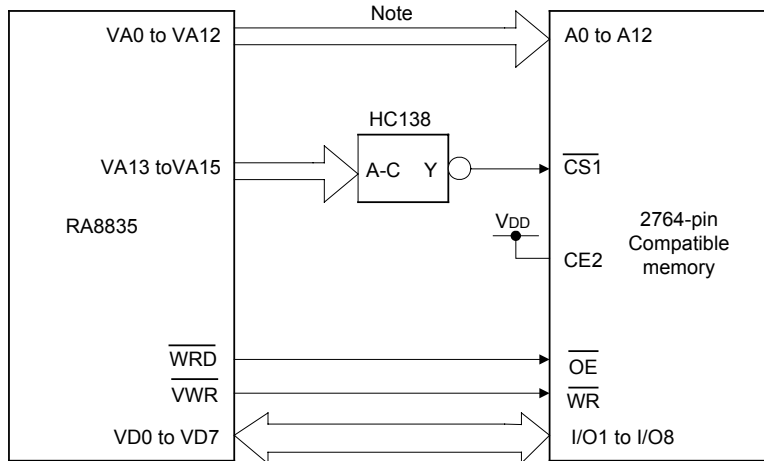 Note
VA0 to VA12
A0 to A12
HC138
VA13 toVA15
A-C
Y
CS1
RA8835
VDD
2764-pin
Compatible
memory
CE2
WRD
OE
VWR
WR
VD0 to VD7
I/O1 to I/O8